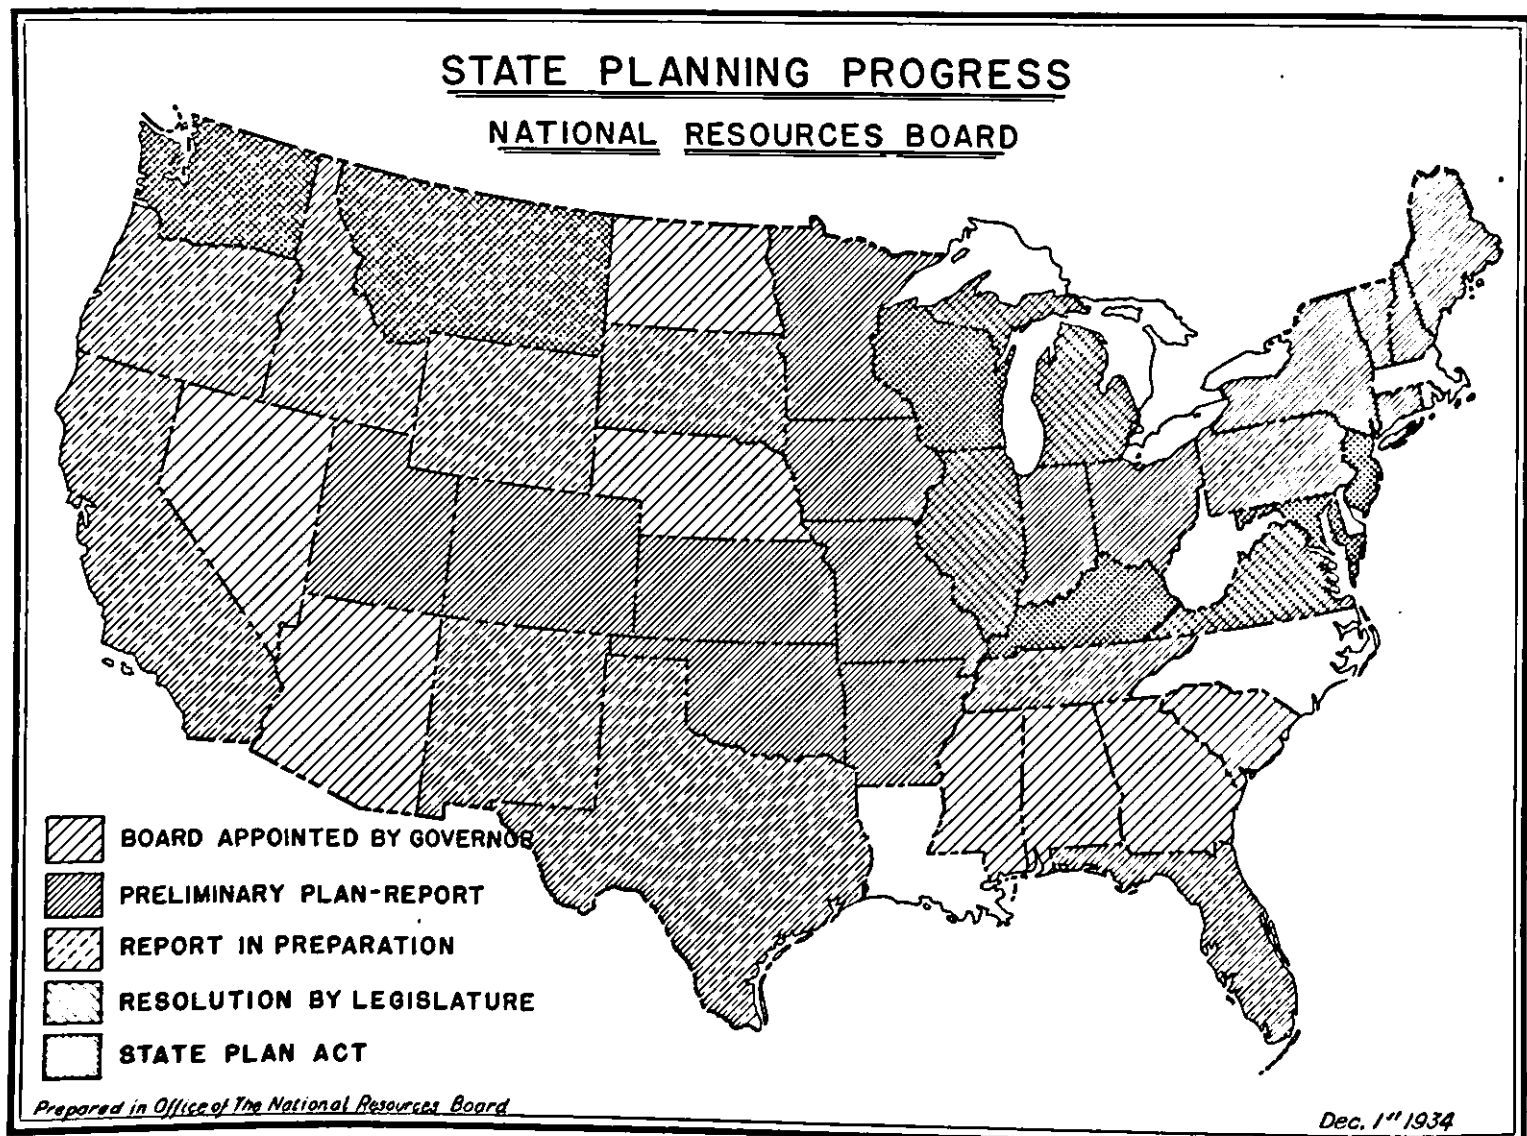 STATE PLANNING PROGRESS
NATIONAL RESOURCES BOARD
BOARD APPOINTED BY GOVERNOR
PRELIMINARY PLAN-REPORT
REPORT IN PREPARATION
RESOLUTION BY LEGISLATURE
STATE PLAN ACT
Prepared in Office of The National Resources Board
Dec. 1st 1934